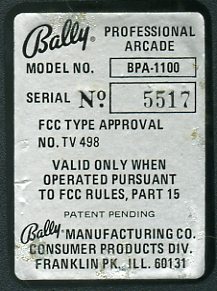 Bally® PROFESSIONAL
ARCADE
MODEL NO. BPA-1100
SERIAL No. 5517
FCC TYPE APPROVAL
NO. TV 498
VALID ONLY WHEN
OPERATED PURSUANT
TO FCC RULES, PART 15
PATENT PENDING
Bally MANUFACTURING CO.
CONSUMER PRODUCTS DIV.
FRANKLIN PK., ILL. 60131